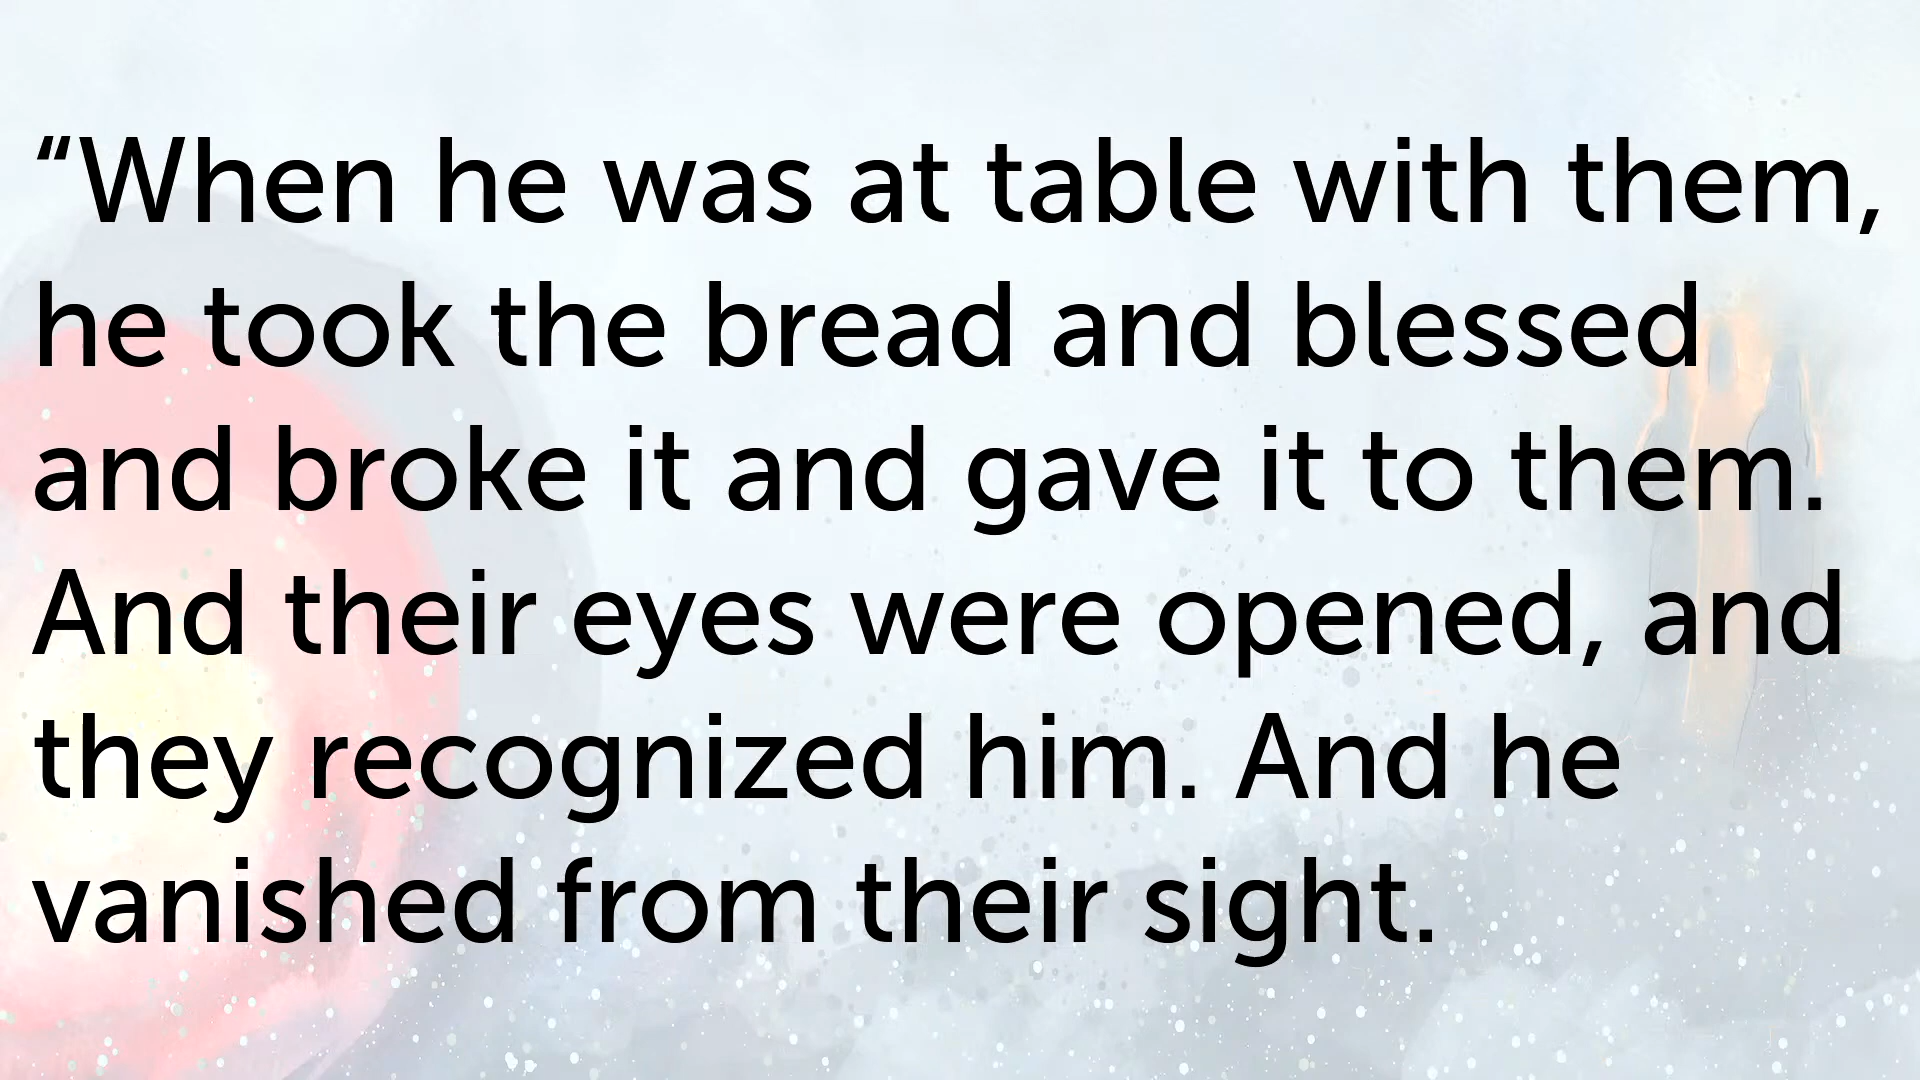 “When he was at table with them,
he took the bread and blessed
and broke it and gave it to them.
And their eyes were opened, and
they recognized him. And he
vanished from their sight.